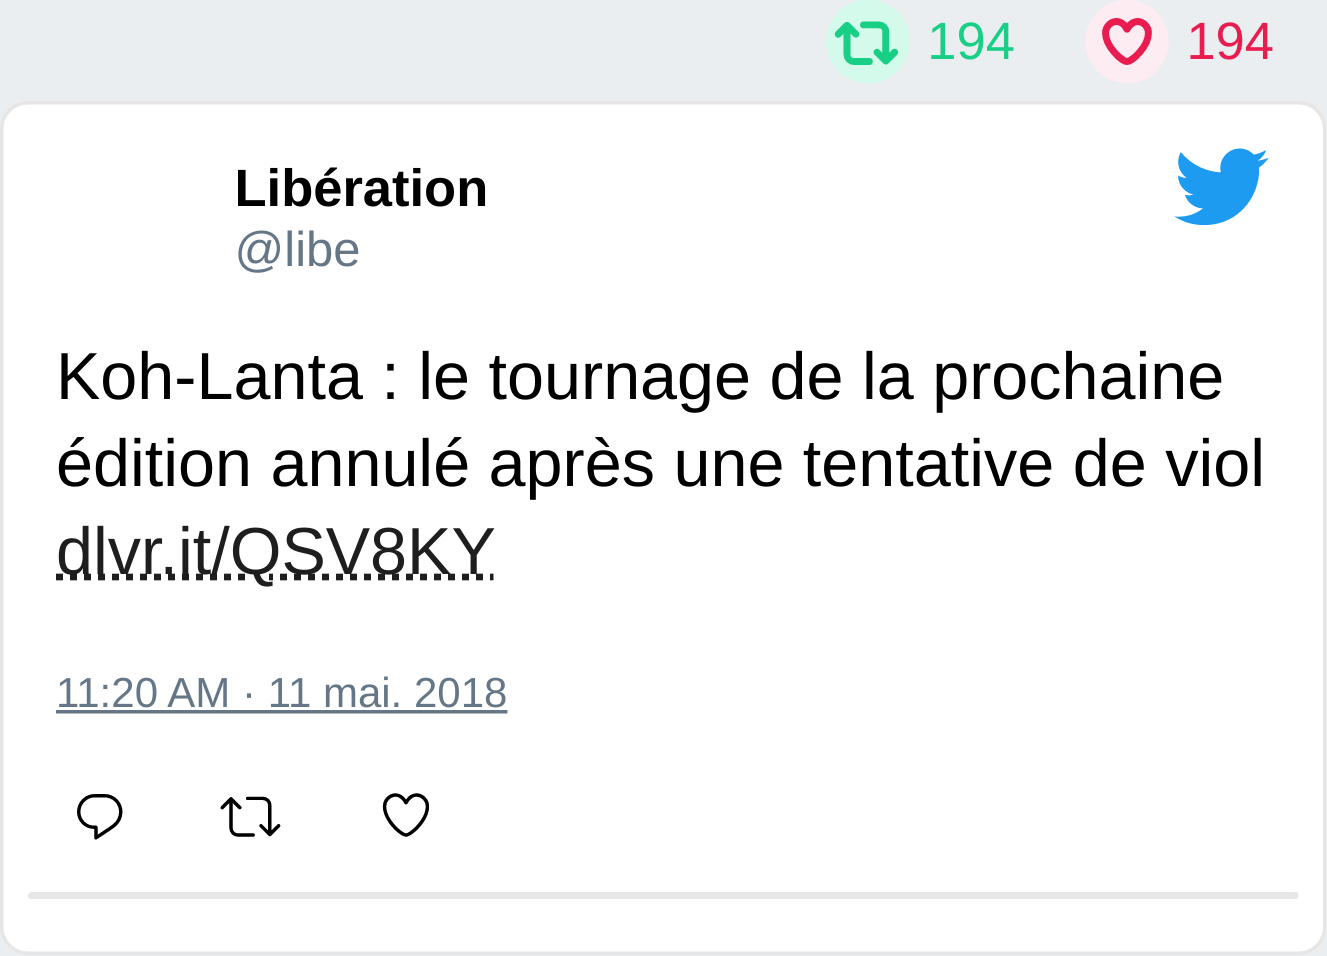 194 194
Libération
@libe
Koh-Lanta : le tournage de la prochaine
édition annulé après une tentative de viol
dlvr.it/QSV8KY
11:20 AM · 11 mai. 2018